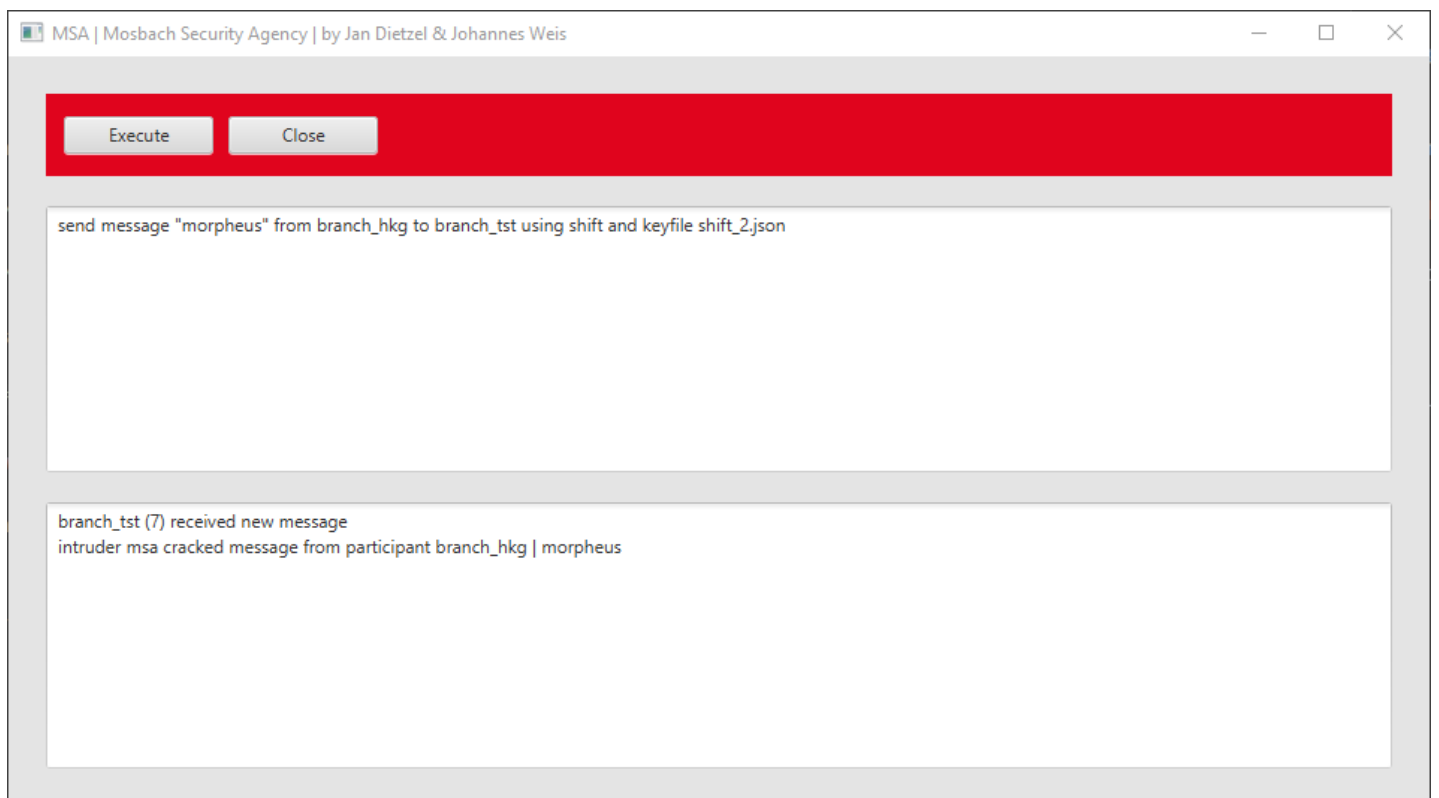 MSA | Mosbach Security Agency | by Jan Dietzel & Johannes Weis
Execute Close
send message "morpheus" from branch_hkg to branch_tst using shift and keyfile shift_2.json
branch_tst (7) received new message
intruder msa cracked message from participant branch_hkg | morpheus